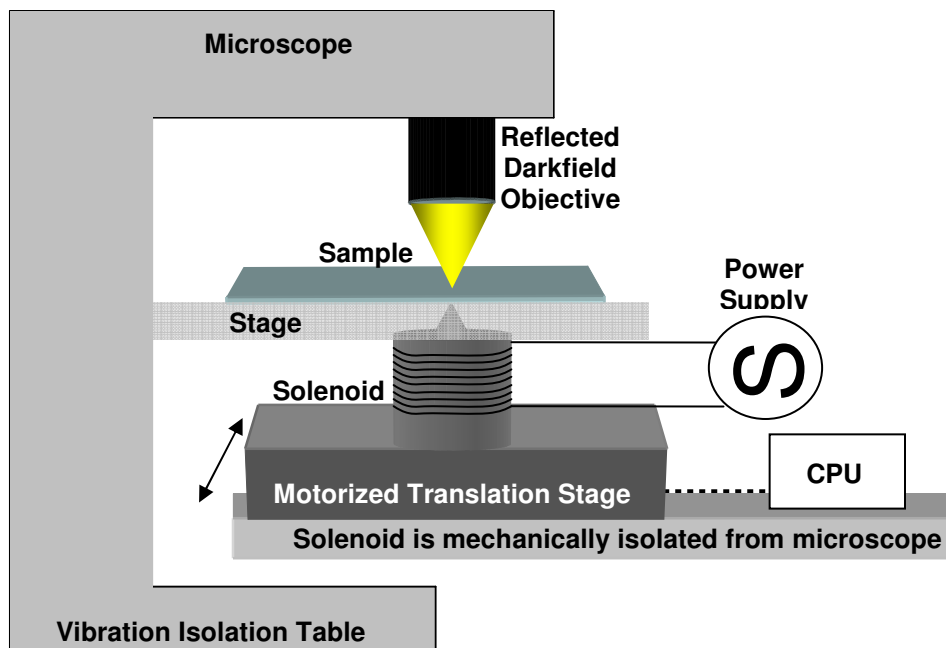 Microscope
Reflected
Darkfield
Objective
Sample
Power
Supply
Stage
S
Solenoid
CPU
Motorized Translation Stage
Solenoid is mechanically isolated from microscope
Vibration Isolation Table